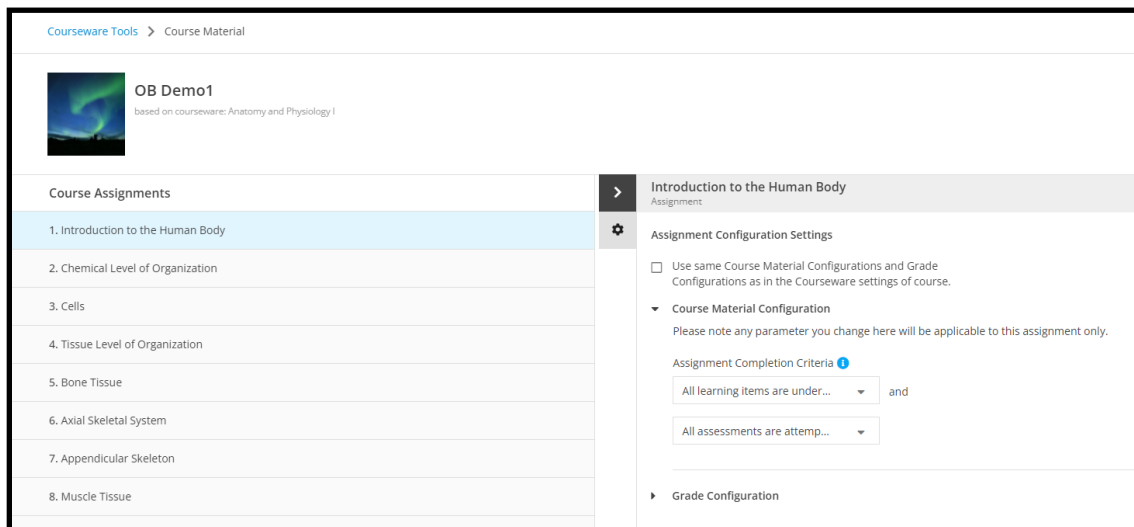 Courseware Tools > Course Material
OB Demo1
based on courseware: Anatomy and Physiology I
Course Assignments
1. Introduction to the Human Body
2. Chemical Level of Organization
3. Cells
4. Tissue Level of Organization
5. Bone Tissue
6. Axial Skeletal System
7. Appendicular Skeleton
8. Muscle Tissue
Introduction to the Human Body
Assignment
Assignment Configuration Settings
Use same Course Material Configurations and Grade
Configurations as in the Courseware settings of course.
Course Material Configuration
Please note any parameter you change here will be applicable to this assignment only.
Assignment Completion Criteria
All learning items are under... and
All assessments are attemp...
Grade Configuration